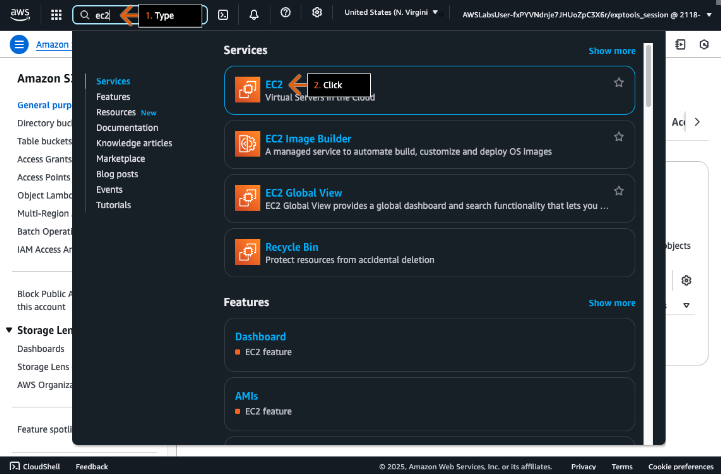 aws
ec2
1. Type
United States (N. Virgini
AWSLabsUser-fxPYVNdnje7JHUoZpC3X6r/exptools_session @ 2118-
Amazon
Amazon S
General purp
Directory buck
Table buckets
Access Grants
Access Points
Object Lambd
Multi-Region
Batch Operati
IAM Access An
Block Public A
this account
Storage Len
Dashboards
Storage Lens
AWS Organiza
Feature spotli
Services
Features
Resources New
Documentation
Knowledge articles
Marketplace
Blog posts
Events
Tutorials
Services
Show more
EC2
2. Click
Virtual Servers in the Cloud
EC2 Image Builder
A managed service to automate build, customize and deploy OS Images
EC2 Global View
EC2 Global View provides a global dashboard and search functionality that lets you ...
Recycle Bin
Protect resources from accidental deletion
Features
Show more
Dashboard
EC2 feature
AMIs
EC2 feature
Acc
objects
CloudShell
Feedback
© 2025, Amazon Web Services, Inc. or its affiliates.
Privacy
Terms
Cookie preferences